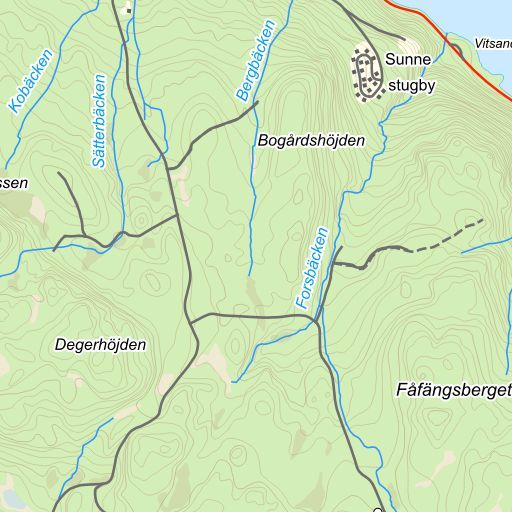 Vitsand
Sunne
stugby
Kobäcken
Sätterbäcken
Bergbäcken
Bogårdshöjden
ssen
Forsbäcken
Degerhöjden
Fåfängsberget